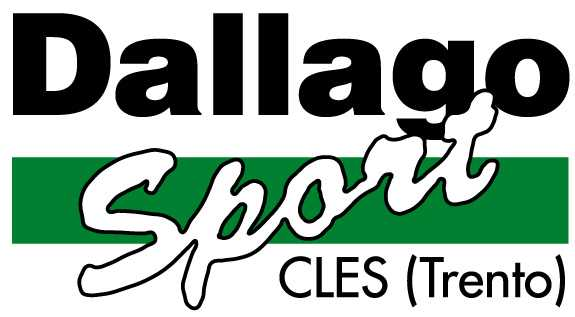 Dallago
Sport
CLES (Trento)